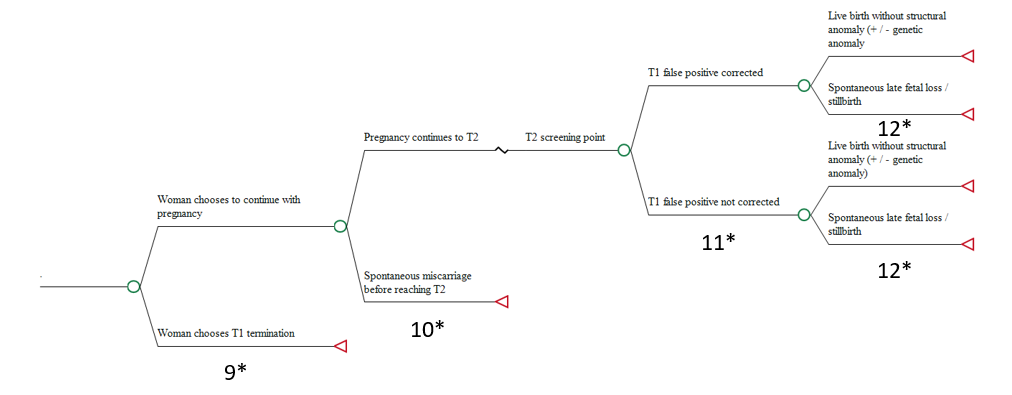 Live birth without structural
anomaly (+ / - genetic
anomaly
T1 false positive corrected
Spontaneous late fetal loss /
stillbirth
12*
Pregnancy continues to T2
T2 screening point
Live birth without structural
anomaly (+ / - genetic
anomaly)
Woman chooses to continue with
pregnancy
T1 false positive not corrected
Spontaneous late fetal loss /
stillbirth
11*
12*
Spontaneous miscarriage
before reaching T2
10*
Woman chooses T1 termination
9*